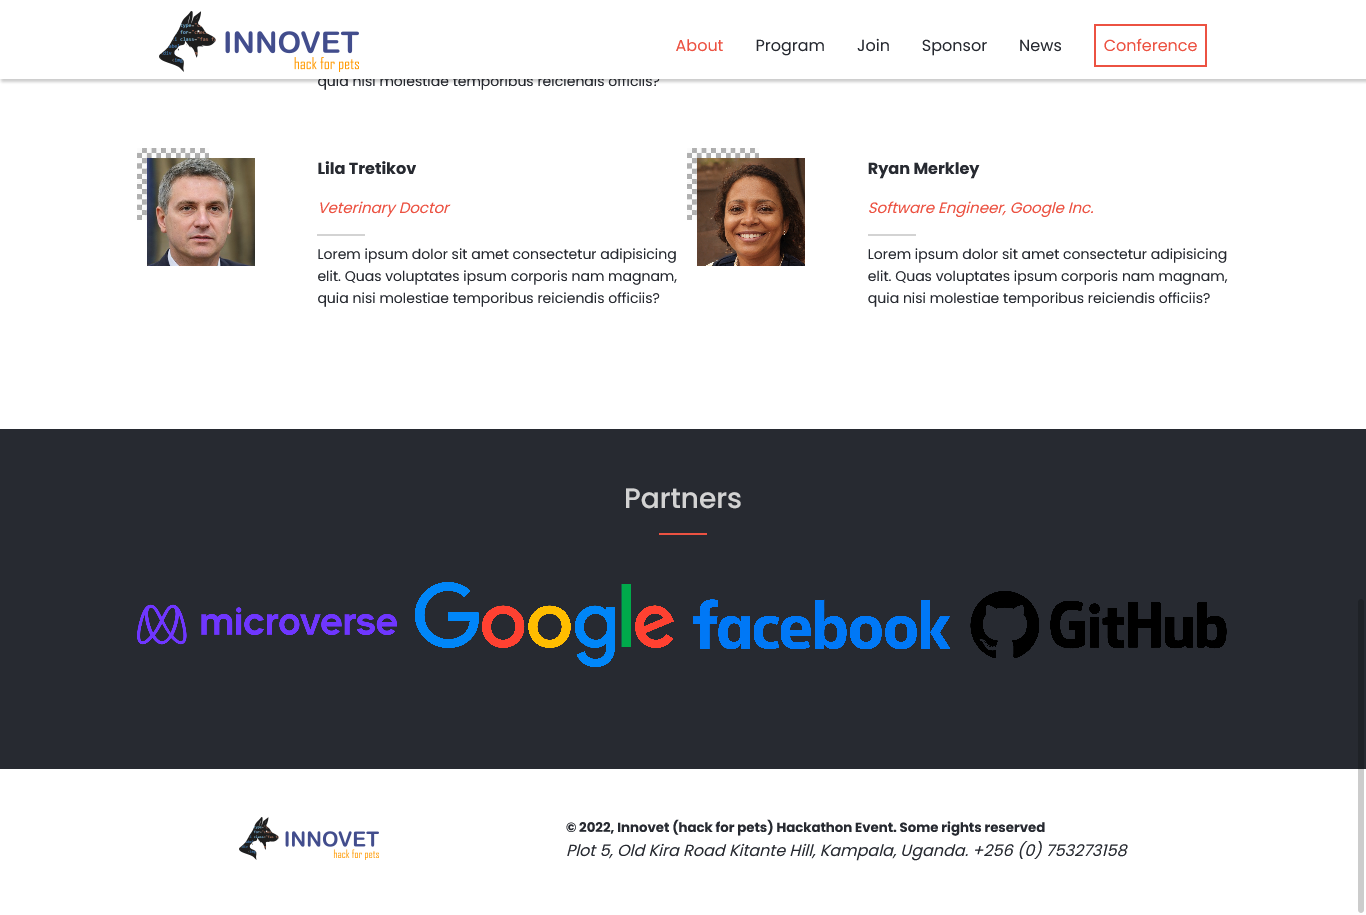 INNOVET
hack for pets
About
Program
Join
Sponsor
News
Conference
quia nisi molestiae temporibus reiciendis officiis?
Lila Tretikov
Veterinary Doctor
Lorem ipsum dolor sit amet consectetur adipisicing
elit. Quas voluptates ipsum corporis nam magnam,
quia nisi molestiae temporibus reiciendis officiis?
Ryan Merkley
Software Engineer, Google Inc.
Lorem ipsum dolor sit amet consectetur adipisicing
elit. Quas voluptates ipsum corporis nam magnam,
quia nisi molestiae temporibus reiciendis officiis?
Partners
microverse
Google
facebook
GitHub
INNOVET
hack for pets
© 2022, Innovet (hack for pets) Hackathon Event. Some rights reserved
Plot 5, Old Kira Road Kitante Hill, Kampala, Uganda. +256 (0) 753273158